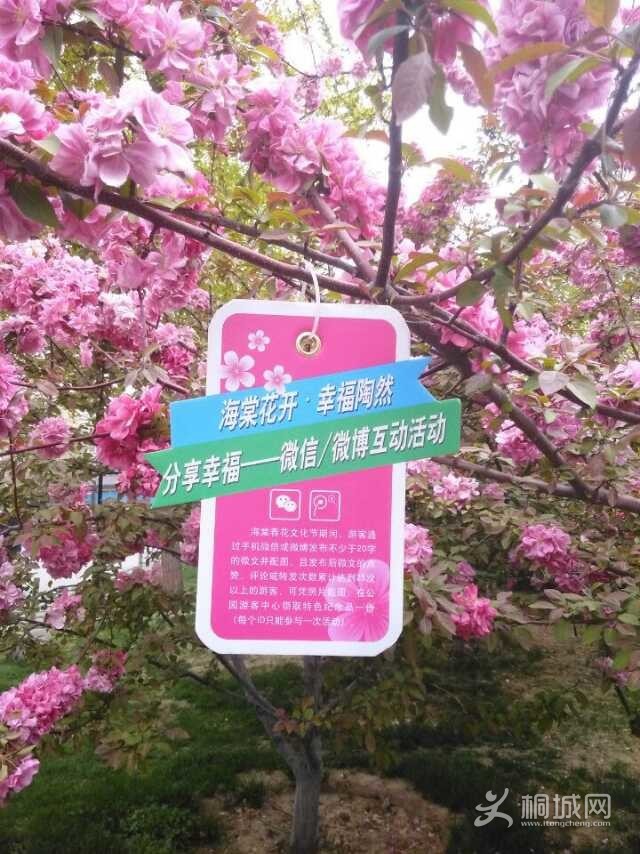 海棠花开·幸福陶然
分享幸福——微信/微博互动活动
海棠春花文化节期间,游客通
过手机微信或微博发布不少于20字
的微文并配图,且发布后微文的点
赞、评论或转发次数累计达到25次
以上的游客,可凭照片截图,在公
园游客中心领取特色纪念品一份
(每个ID只能参与一次活动)
桐城网
www.itongcheng.com